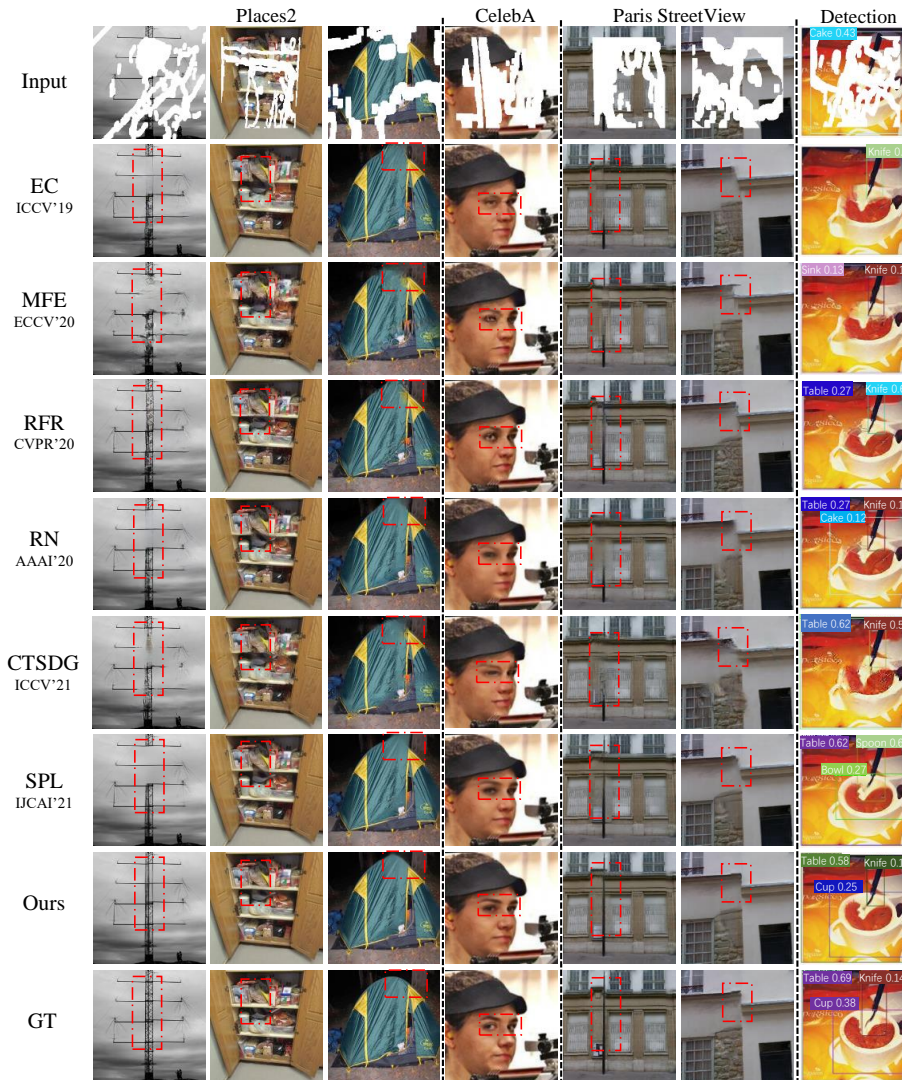 Places2 CelebA Paris StreetView Detection
Input
Cake 0.43
EC
ICCV'19
Knife 0.
MFE
ECCV'20
Sink 0.13 Knife 0.1
RFR
CVPR'20
Table 0.27 Knife 0.6
RN
AAAI'20
Table 0.27 Knife 0.1
Cake 0.12
CTSDG
ICCV'21
Table 0.62 Knife 0.5
SPL
IJCAI'21
Table 0.62 Spoon 0.6
Bowl 0.27
Ours
Table 0.58 Knife 0.1
Cup 0.25
GT
Table 0.69 Knife 0.14
Cup 0.38